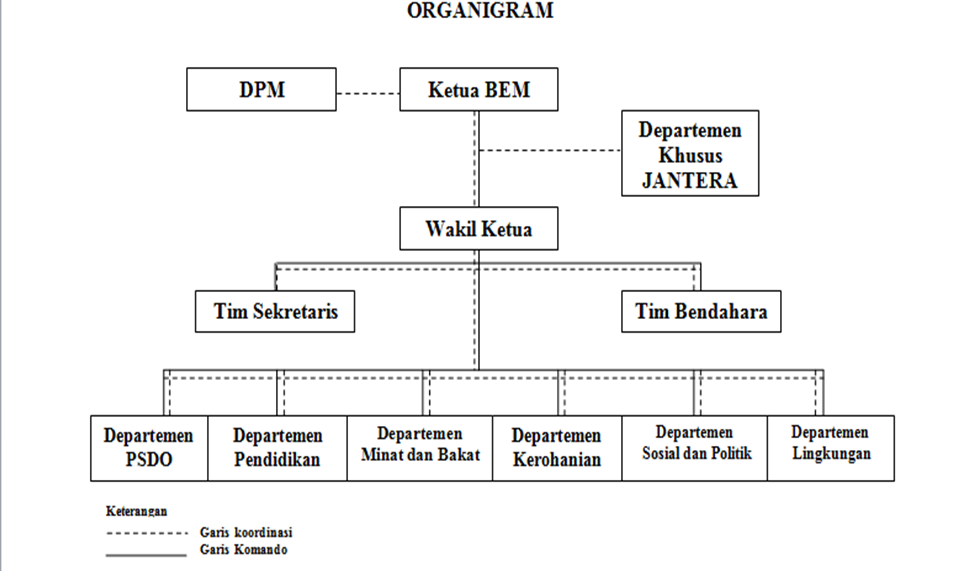 ORGANIGRAM
DPM
Ketua BEM
Departemen
Khusus
JANTERA
Wakil Ketua
Tim Sekretaris
Tim Bendahara
Departemen
PSDO
Departemen
Pendidikan
Departemen
Minat dan Bakat
Departemen
Kerohanian
Departemen
Sosial dan Politik
Departemen
Lingkungan
Keterangan
Garis koordinasi
Garis Komando